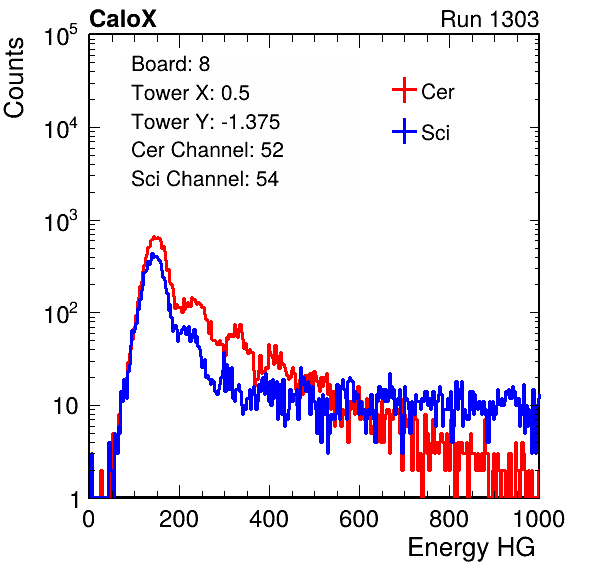 CaloX Run 1303
Counts
Board: 8
Tower X: 0.5
Tower Y: -1.375
Cer Channel: 52
Sci Channel: 54
Cer
Sci
10^5
10^4
10^3
10^2
10
1
0 200 400 600 800 1000
Energy HG